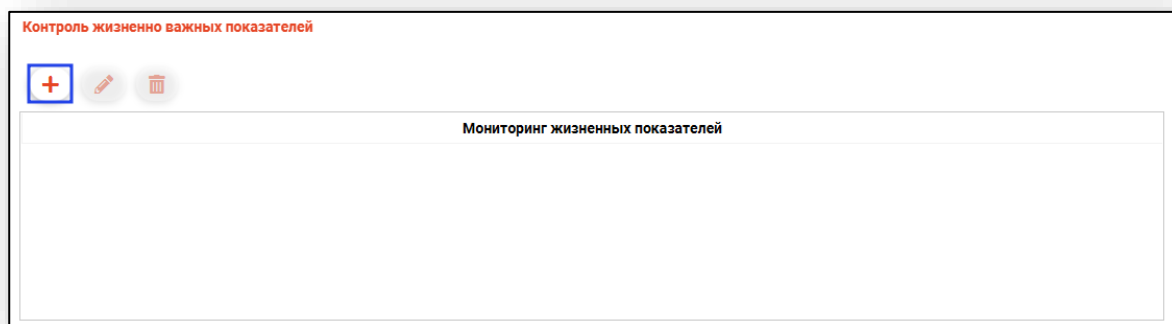 Контроль жизненно важных показателей
Мониторинг жизненных показателей